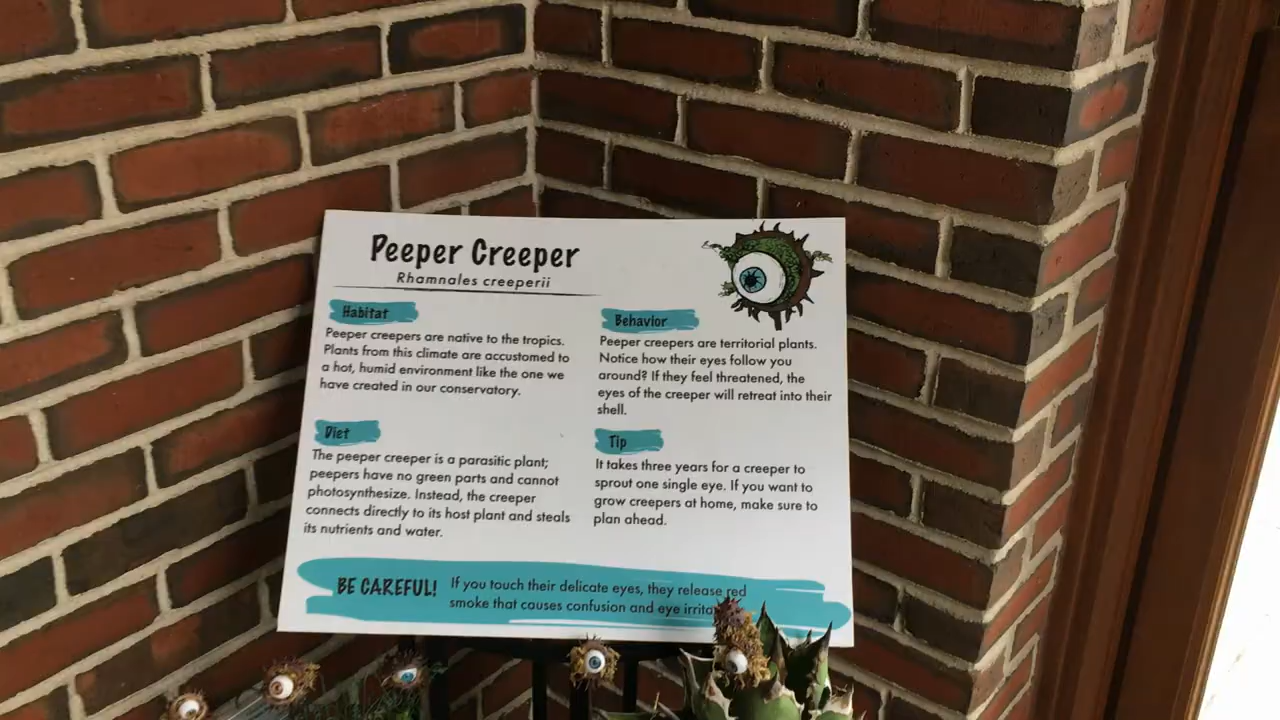 Peeper Creeper
Rhamnales creeperii
Habitat
Peeper creepers are native to the tropics.
Plants from this climate are accustomed to
a hot, humid environment like the one we
have created in our conservatory.
Diet
The peeper creeper is a parasitic plant;
peepers have no green parts and cannot
photosynthesize. Instead, the creeper
connects directly to its host plant and steals
its nutrients and water.
Behavior
Peeper creepers are territorial plants.
Notice how their eyes follow you
around? If they feel threatened, the
eyes of the creeper will retreat into their
shell.
Tip
It takes three years for a creeper to
sprout one single eye. If you want to
grow creepers at home, make sure to
plan ahead.
BE CAREFUL!
If you touch their delicate eyes, they release red
smoke that causes confusion and eye